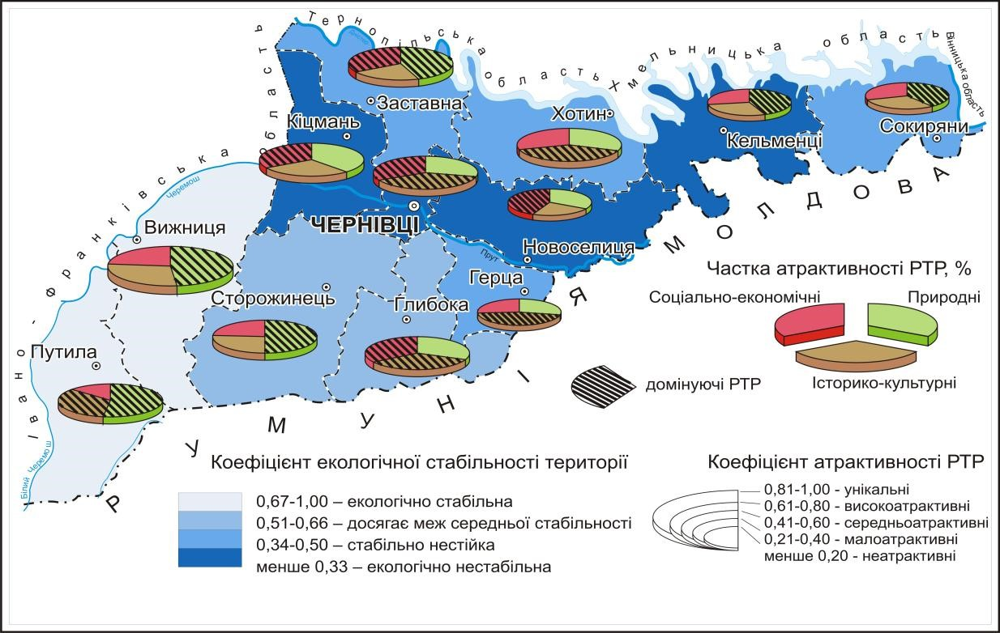 Тернопільська область
Дністер
Хмельницька область
Вінницька область
Івано-Франківська область
Заставна
Кіцмань
Хотин
Кельменці
Сокиряни
Черемош
ЧЕРНІВЦІ
Вижниця
Новоселиця
Прут
МОЛДОВА
Герца
Сторожинець
Глибока
Путила
Білий Черемош
РУМУНІЯ
Частка атрактивності РТР, %
Соціально-економічні
Природні
Історико-культурні
домінуючі РТР
Коефіцієнт екологічної стабільності території
0,67-1,00 – екологічно стабільна
0,51-0,66 – досягає меж середньої стабільності
0,34-0,50 – стабільно нестійка
менше 0,33 – екологічно нестабільна
Коефіцієнт атрактивності РТР
0,81-1,00 - унікальні
0,61-0,80 - високоатрактивні
0,41-0,60 - середньоатрактивні
0,21-0,40 - малоатрактивні
менше 0,20 - неатрактивні